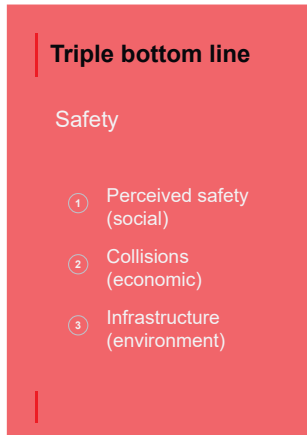 Triple bottom line
Safety
1 Perceived safety
(social)
2 Collisions
(economic)
3 Infrastructure
(environment)